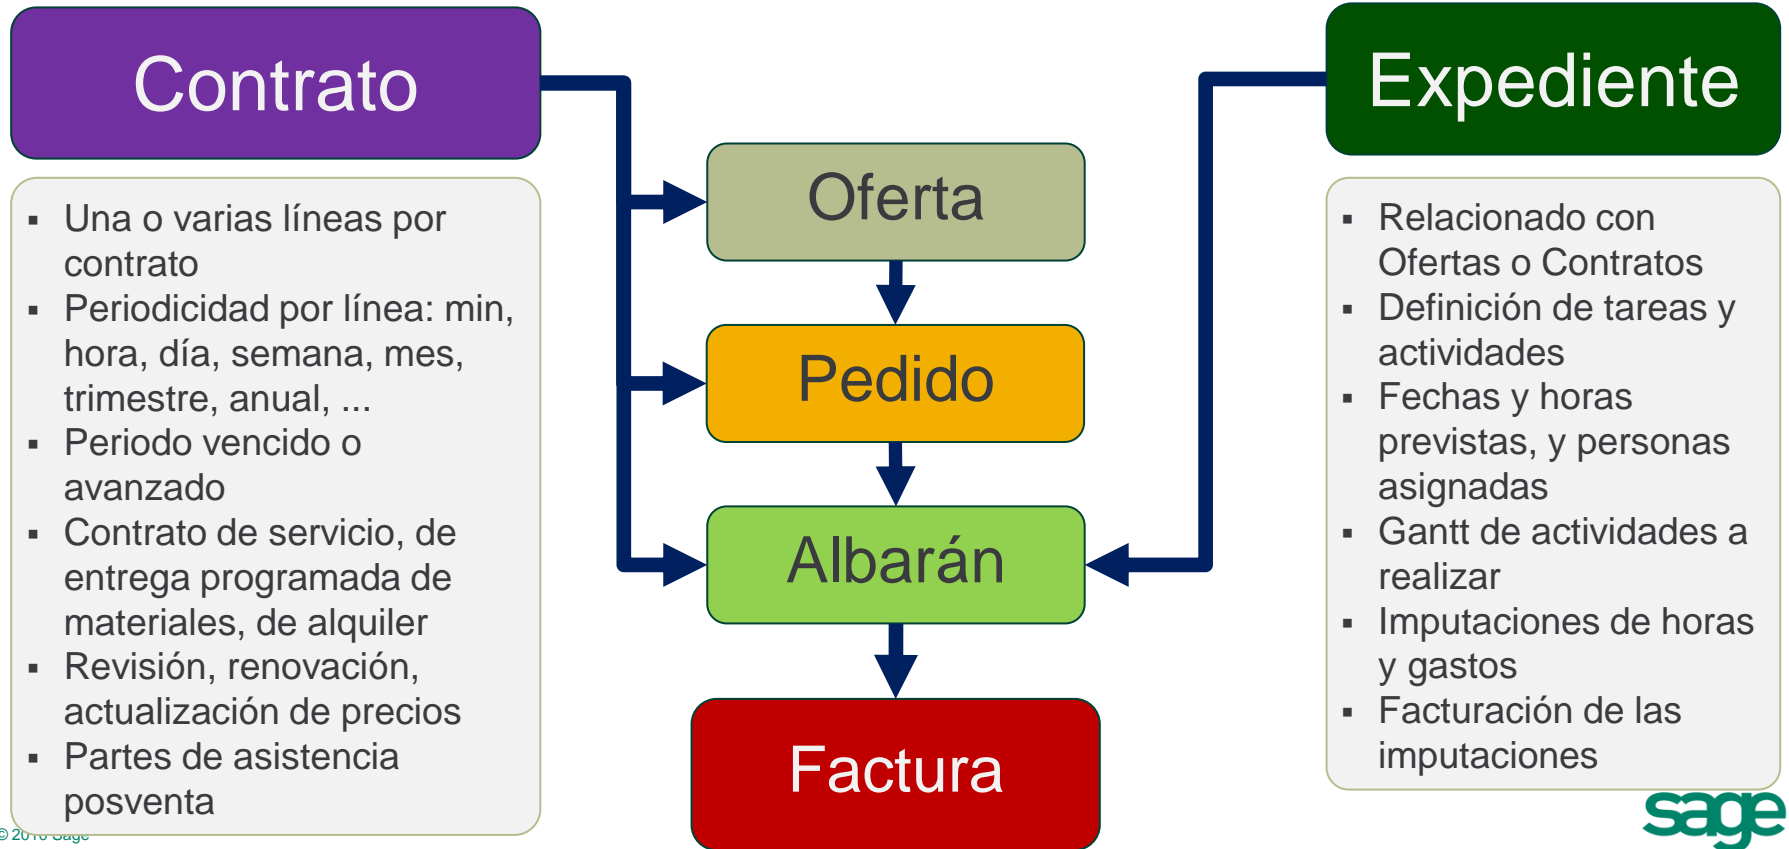 Contrato
▪ Una o varias líneas por
contrato
▪ Periodicidad por línea: min,
hora, día, semana, mes,
trimestre, anual, ...
▪ Periodo vencido o
avanzado
▪ Contrato de servicio, de
entrega programada de
materiales, de alquiler
▪ Revisión, renovación,
actualización de precios
▪ Partes de asistencia
posventa
Oferta
Pedido
Albarán
Factura
Expediente
▪ Relacionado con
Ofertas o Contratos
▪ Definición de tareas y
actividades
▪ Fechas y horas
previstas, y personas
asignadas
▪ Gantt de actividades a
realizar
▪ Imputaciones de horas
y gastos
▪ Facturación de las
imputaciones
© Sage
sage